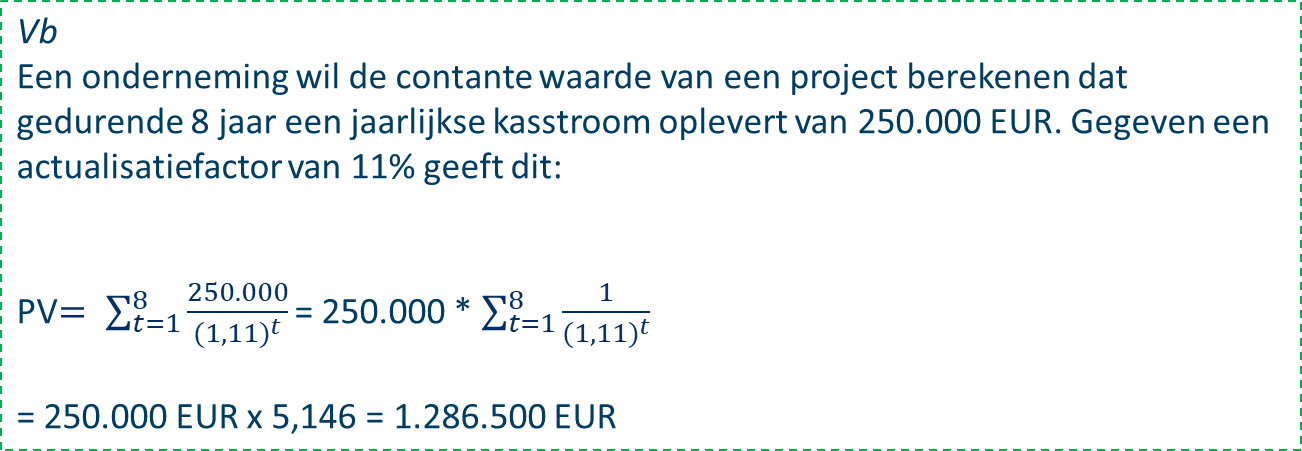 Vb
Een onderneming wil de contante waarde van een project berekenen dat
gedurende 8 jaar een jaarlijkse kasstroom oplevert van 250.000 EUR. Gegeven een
actualisatiefactor van 11% geeft dit:
PV= ∑_{t=1}^{8} \frac{250.000}{(1,11)^t} = 250.000 * ∑_{t=1}^{8} \frac{1}{(1,11)^t}
= 250.000 EUR x 5,146 = 1.286.500 EUR